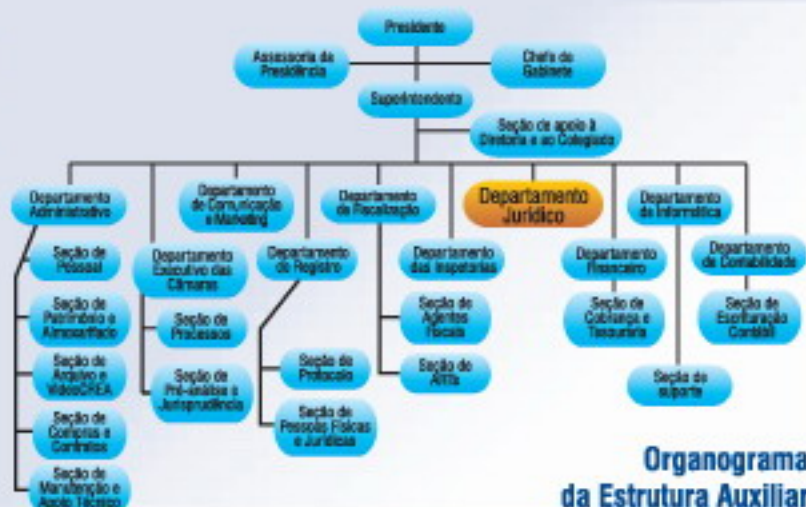 Presidente
Assessoria da
Presidência
Chefe de
Gabinete
Superintendente
Seção de apoio à
Diretoria e ao Colegiado
Departamento
Administrativo
Departamento
de Comunicação
e Marketing
Departamento
de Fiscalização
Departamento
Jurídico
Departamento
de Informática
Departamento
Executivo das
Câmaras
Departamento
de Registro
Departamento
das Inspetorias
Departamento
Financeiro
Departamento
de Contabilidade
Seção de
Pessoal
Seção de
Patrimônio e
Almoxarifado
Seção de
Arquivo e
VideoCREA
Seção de
Compras e
Contratos
Seção de
Manutenção e
Apoio Técnico
Seção de
Processos
Seção de
Pré-análise e
Jurisprudência
Seção de
Protocolo
Seção de
Pessoas Físicas
e Jurídicas
Seção de
Agentes
Fiscais
Seção de
ARTs
Seção de
Cobrança e
Tesouraria
Seção de
suporte
Seção de
Escrituração
Contábil
Organograma
da Estrutura Auxiliar